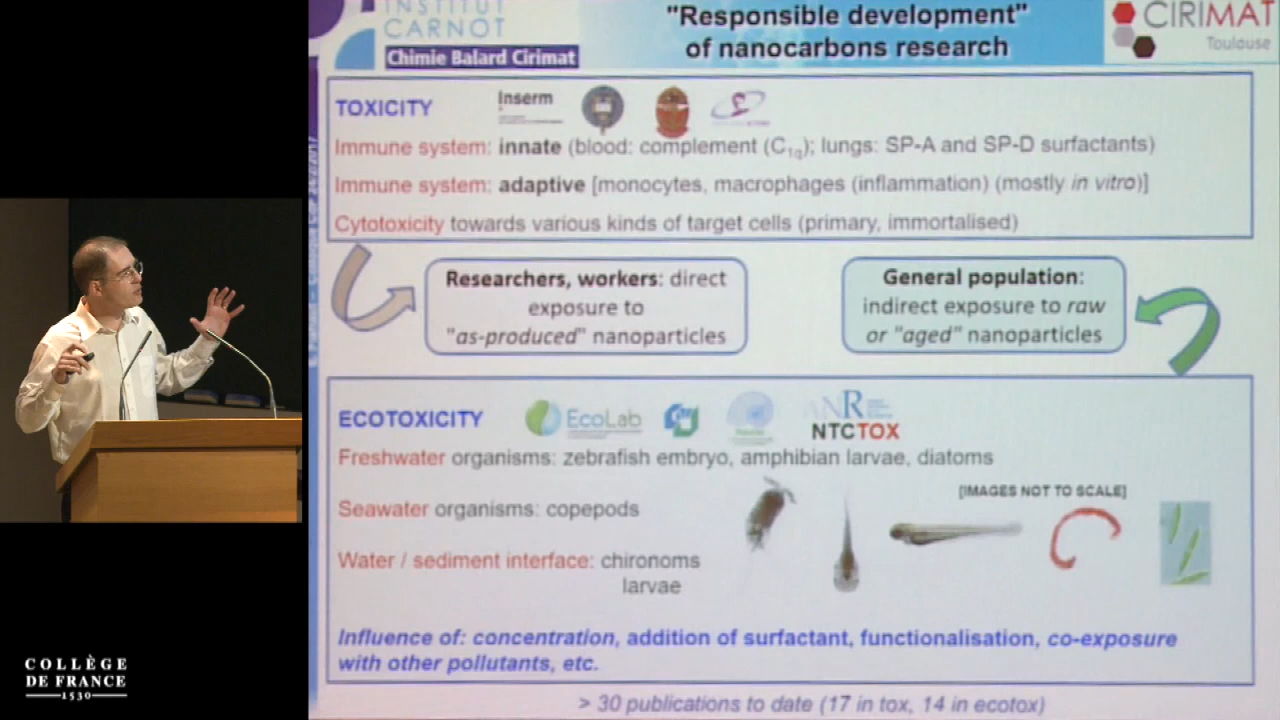 INSTITUT
CARNOT
Chimie Balard Cirimat
"Responsible development"
of nanocarbons research
CIRIMAT
Toulouse
TOXICITY
Inserm
Immune system: innate (blood: complement (C1q); lungs: SP-A and SP-D surfactants)
Immune system: adaptive [monocytes, macrophages (inflammation) (mostly in vitro)]
Cytotoxicity towards various kinds of target cells (primary, immortalised)
Researchers, workers: direct
exposure to
"as-produced" nanoparticles
General population:
indirect exposure to raw
or "aged" nanoparticles
ECOTOXICITY
EcoLab
ANR
NTCTOX
Freshwater organisms: zebrafish embryo, amphibian larvae, diatoms
[IMAGES NOT TO SCALE]
Seawater organisms: copepods
Water / sediment interface: chironoms
larvae
Influence of: concentration, addition of surfactant, functionalisation, co-exposure
with other pollutants, etc.
> 30 publications to date (17 in tox, 14 in ecotox)
COLLÈGE
DE FRANCE
1530